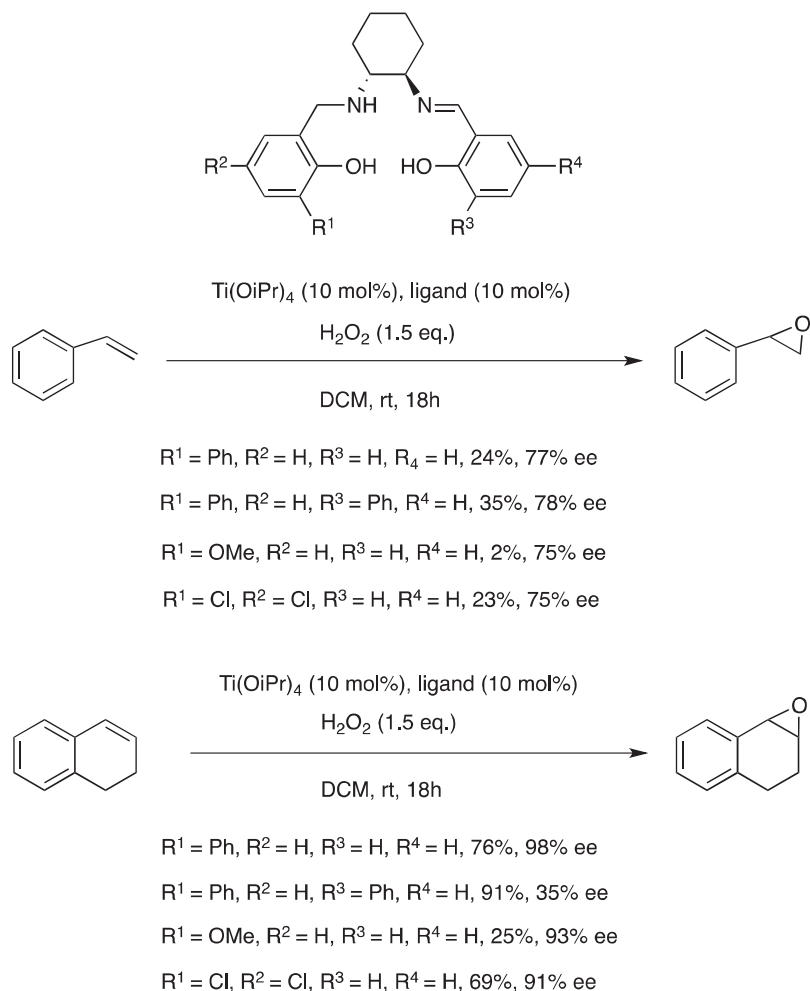 NH N
R² OH HO R⁴
R¹ R³
Ti(OiPr)₄ (10 mol%), ligand (10 mol%)
H₂O₂ (1.5 eq.)
O
DCM, rt, 18h
R¹ = Ph, R² = H, R³ = H, R₄ = H, 24%, 77% ee
R¹ = Ph, R² = H, R³ = Ph, R⁴ = H, 35%, 78% ee
R¹ = OMe, R² = H, R³ = H, R⁴ = H, 2%, 75% ee
R¹ = Cl, R² = Cl, R³ = H, R⁴ = H, 23%, 75% ee
Ti(OiPr)₄ (10 mol%), ligand (10 mol%)
H₂O₂ (1.5 eq.)
O
DCM, rt, 18h
R¹ = Ph, R² = H, R³ = H, R⁴ = H, 76%, 98% ee
R¹ = Ph, R² = H, R³ = Ph, R⁴ = H, 91%, 35% ee
R¹ = OMe, R² = H, R³ = H, R⁴ = H, 25%, 93% ee
R¹ = Cl, R² = Cl, R³ = H, R⁴ = H, 69%, 91% ee